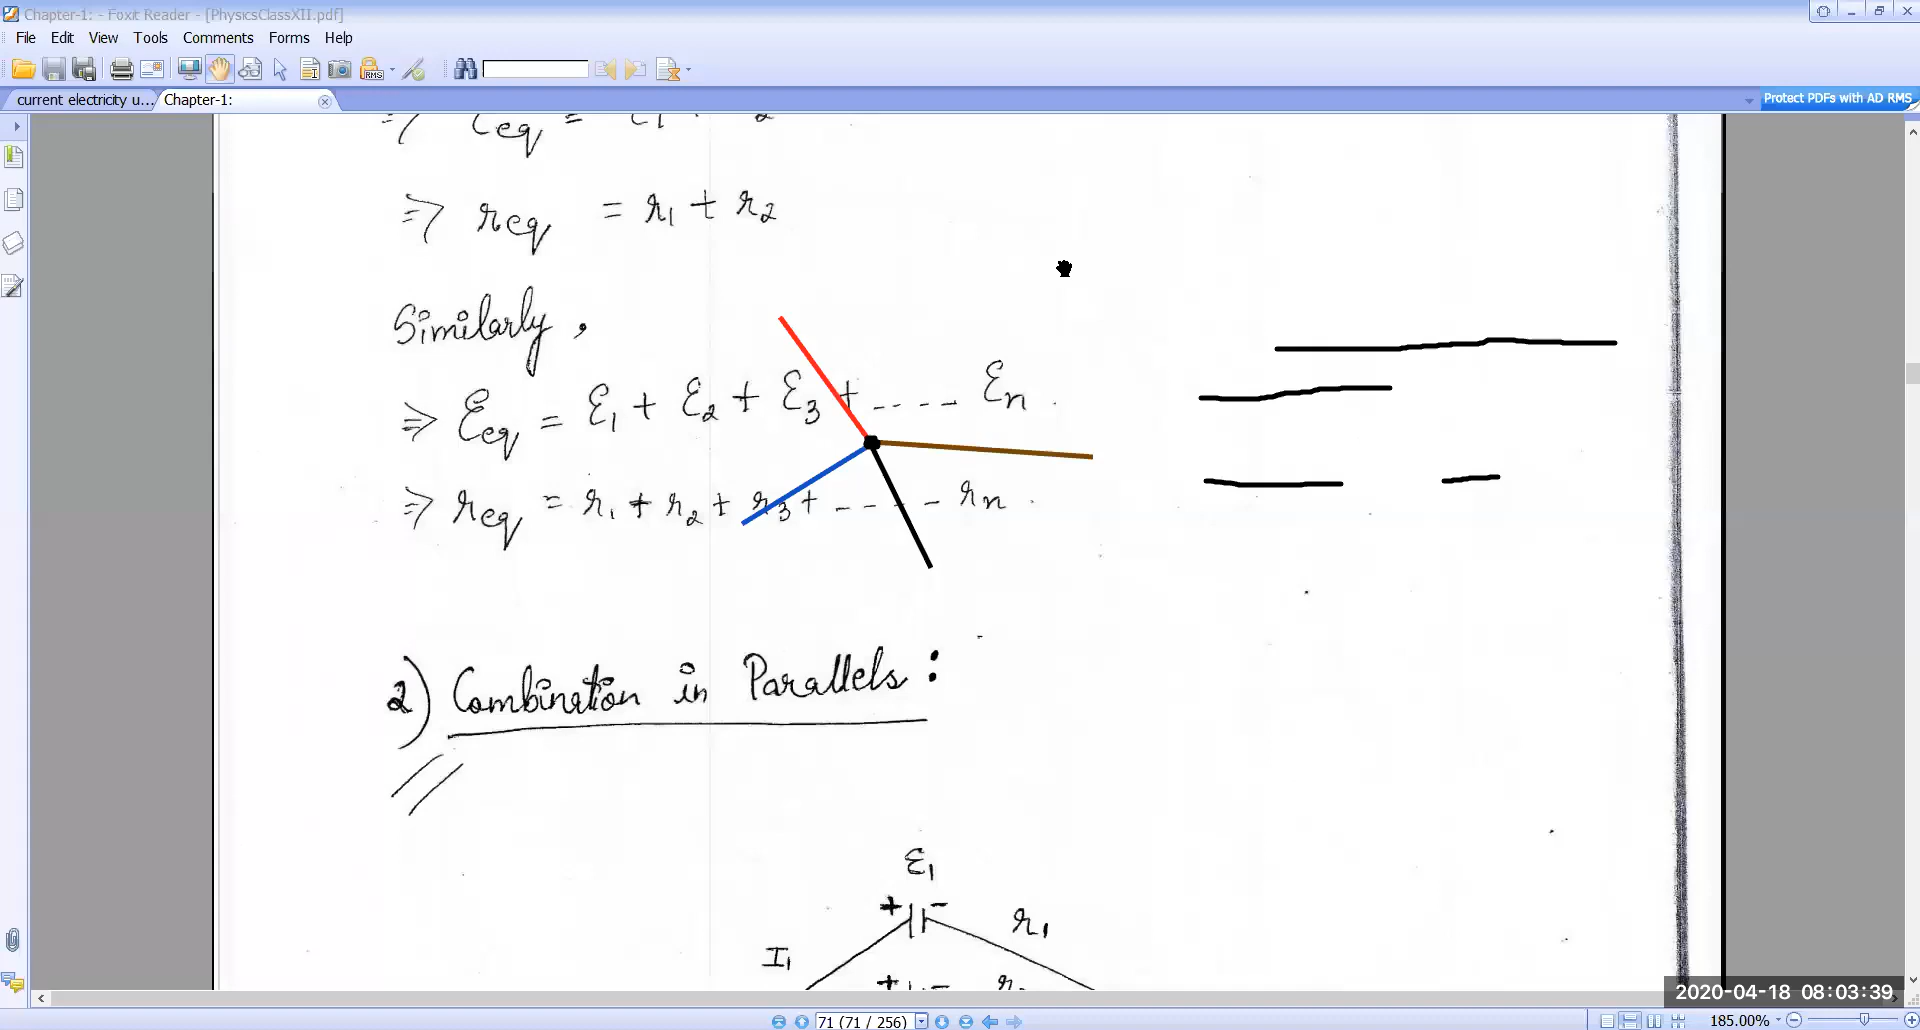 Chapter-1: - Foxit Reader - [PhysicsClassXII.pdf]
File Edit View Tools Comments Forms Help
RMS
current electricity u... Chapter-1:
Protect PDFs with AD RMS
⇒ req = r1 + r2
Similarly,
⇒ Eeq = E1 + E2 + E3 + ---- En.
⇒ req = r1 + r2 + r3 + ---- rn.
2) Combination in Parallels:
E1
+ -
r1
I1
+ -
2020-04-18 08:03:39
71 (71 / 256)
185.00%